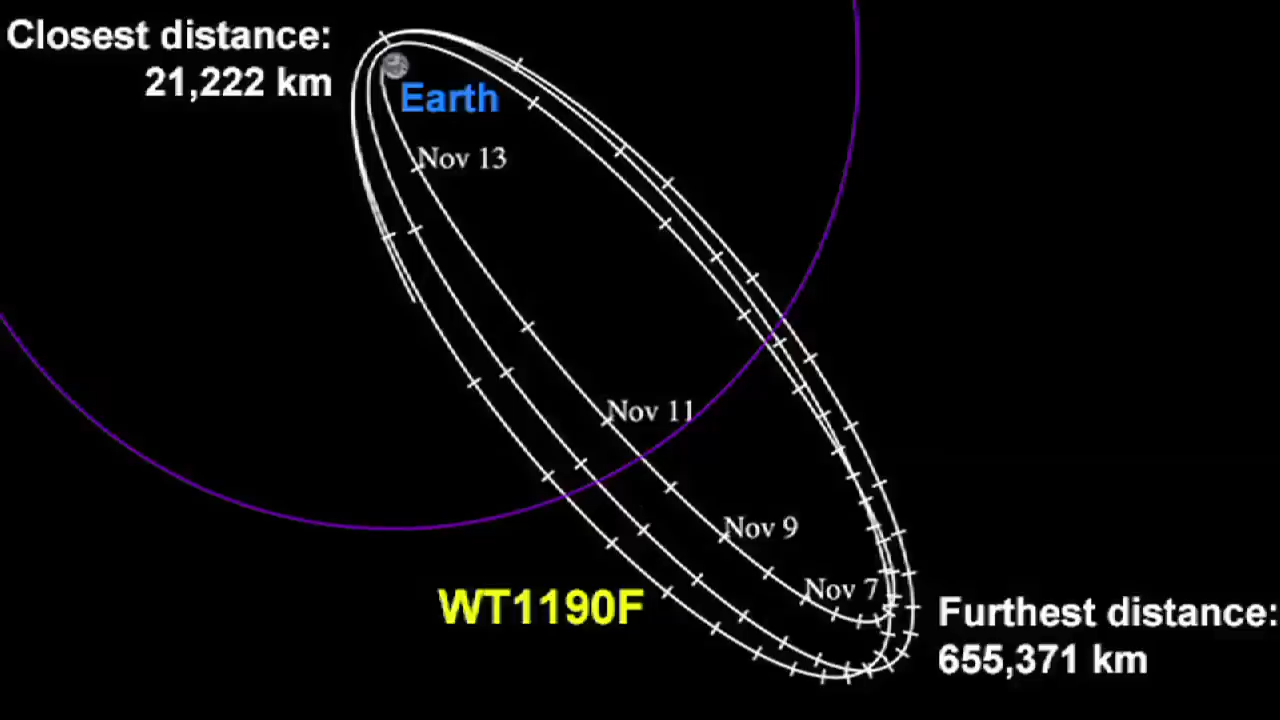 Closest distance:
21,222 km
Earth
Nov 13
Nov 11
Nov 9
Nov 7
WT1190F
Furthest distance:
655,371 km